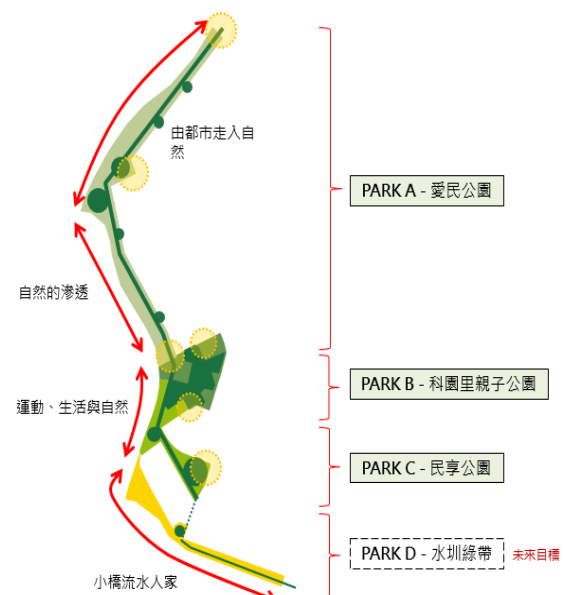 由都市走入自
然
PARK A - 愛民公園
自然的滲透
PARK B - 科園里親子公園
運動、生活與自然
PARK C - 民享公園
PARK D - 水圳綠帶
未來目標
小橋流水人家